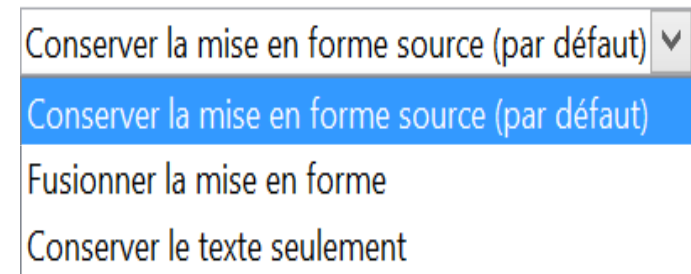 Conserver la mise en forme source (par défaut)
Conserver la mise en forme source (par défaut)
Fusionner la mise en forme
Conserver le texte seulement